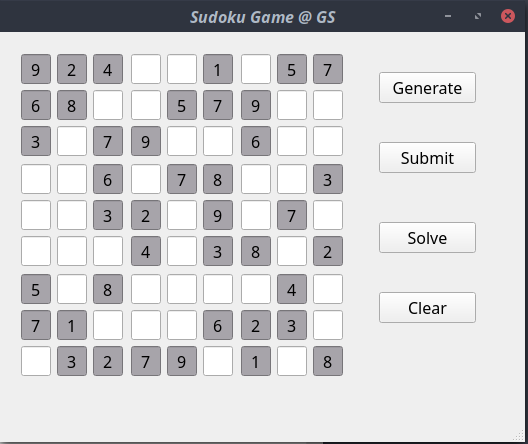 Sudoku Game @ GS
9 2 4 1 5 7
6 8 5 7 9
3 7 9 6
6 7 8 3
3 2 9 7
4 3 8 2
5 8 4
7 1 6 2 3
3 2 7 9 1 8
Generate
Submit
Solve
Clear